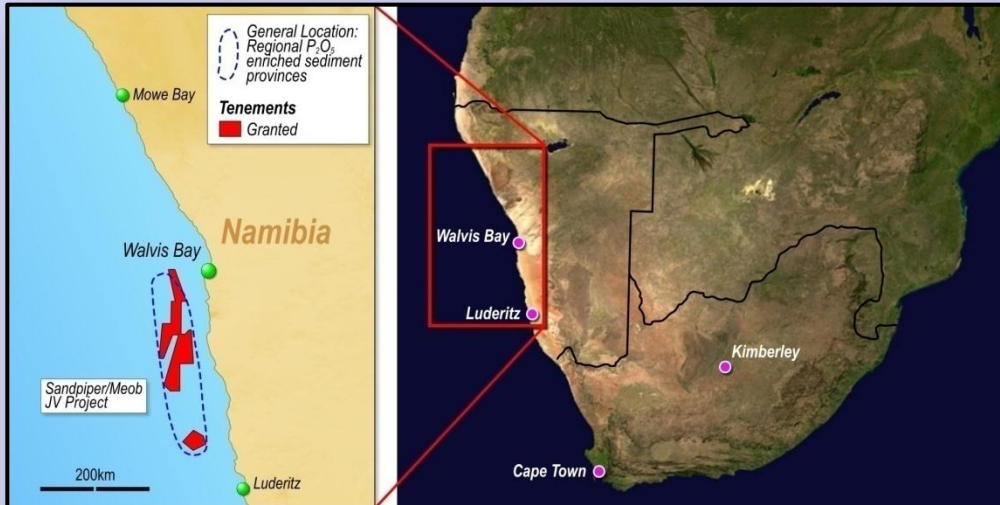 General Location:
Regional P₂O₅
enriched sediment
provinces
Tenements
Granted
Mowe Bay
Namibia
Walvis Bay
Sandpiper/Meob
JV Project
200km
Luderitz
Walvis Bay
Luderitz
Kimberley
Cape Town